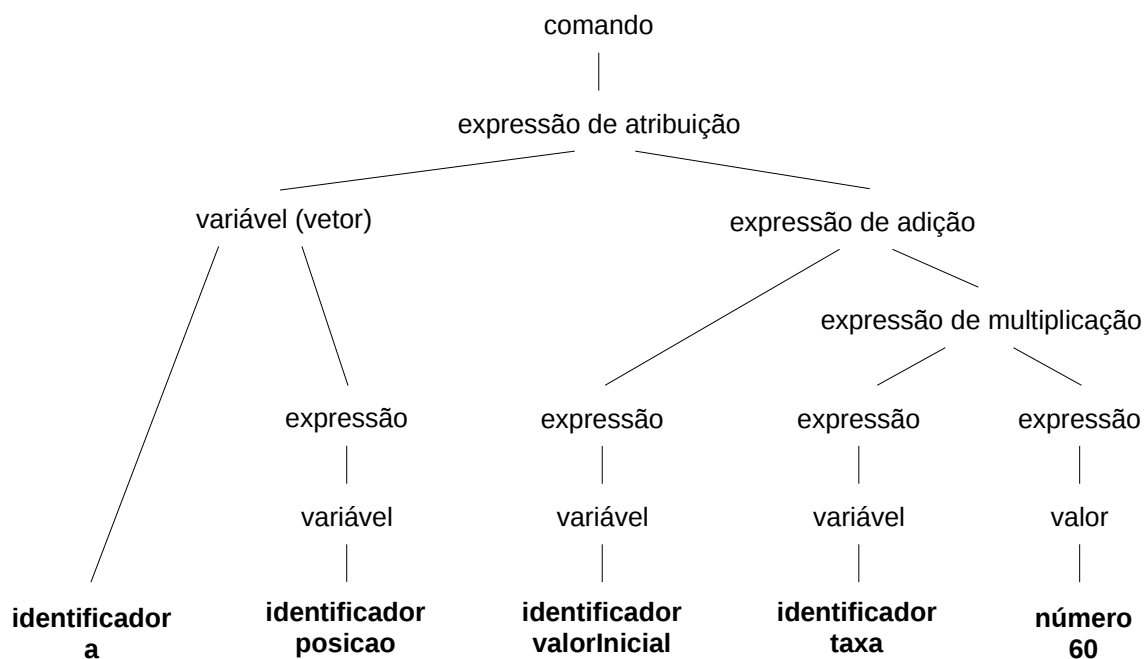 comando
expressão de atribuição
variável (vetor)
expressão de adição
expressão de multiplicação
expressão
expressão
expressão
expressão
variável
variável
variável
valor
identificador
a
identificador
posicao
identificador
valorInicial
identificador
taxa
número
60